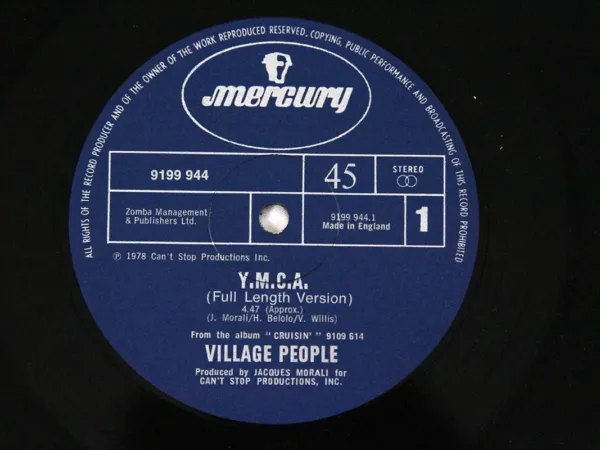 ALL RIGHTS OF THE RECORD PRODUCER AND OF THE OWNER OF THE WORK REPRODUCED RESERVED. COPYING, PUBLIC PERFORMANCE AND BROADCASTING OF THIS RECORD PROHIBITED
mercury
9199 944
45
STEREO
Zomba Management
& Publishers Ltd.
9199 944.1
Made in England
1
℗ 1978 Can't Stop Productions Inc.
Y.M.C.A.
(Full Length Version)
4.47 (Approx.)
(J. Morali/H. Belolo/V. Willis)
From the album "CRUISIN'" 9109 614
VILLAGE PEOPLE
Produced by JACQUES MORALI for
CAN'T STOP PRODUCTIONS, INC.